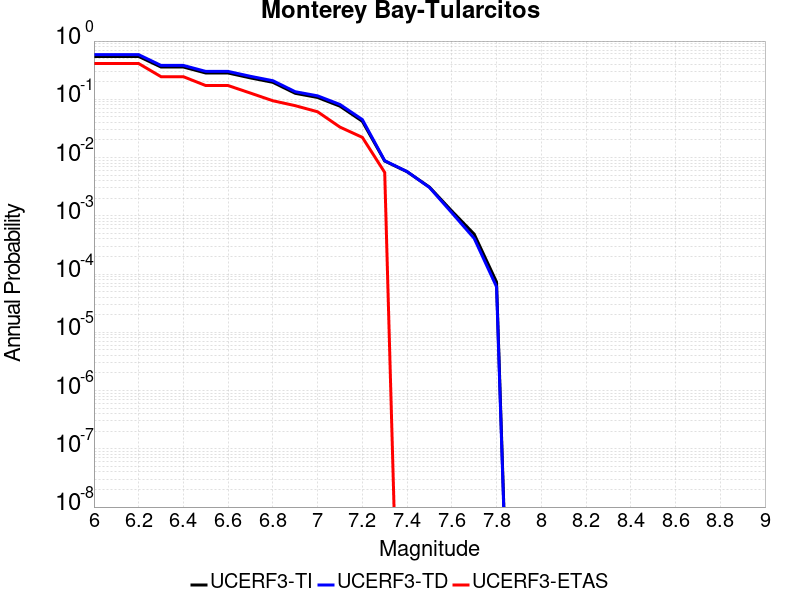 Monterey Bay-Tularcitos
10^0
10^-1
10^-2
10^-3
10^-4
10^-5
10^-6
10^-7
10^-8
Annual Probability
6 6.2 6.4 6.6 6.8 7 7.2 7.4 7.6 7.8 8 8.2 8.4 8.6 8.8 9
Magnitude
UCERF3-TI UCERF3-TD UCERF3-ETAS